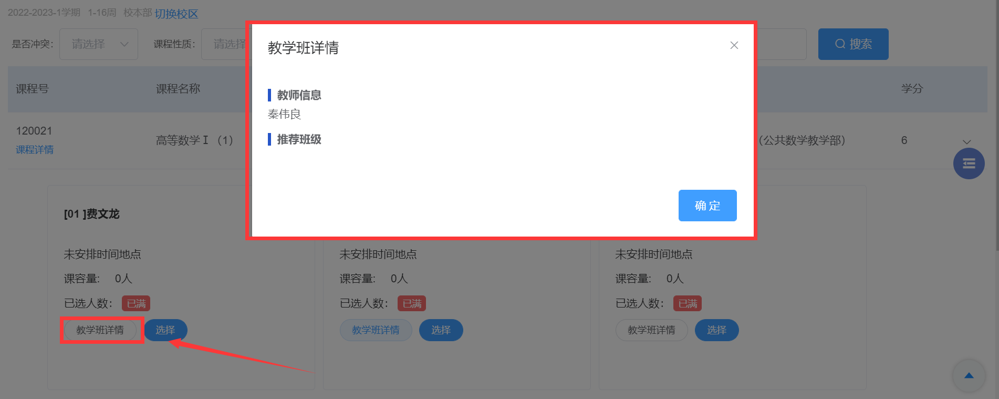 2022-2023-1学期 1-16周 校本部 切换校区
是否冲突： 请选择 课程性质： 请选择 搜索
教学班详情
课程号 课程名称 学分
教师信息
秦伟良
推荐班级
120021
课程详情
高等数学Ⅰ（1） （公共数学教学部） 6
确 定
[01 ]费文龙
未安排时间地点 未安排时间地点 未安排时间地点
课容量: 0人 课容量: 0人 课容量: 0人
已选人数： 已满 已选人数： 已满 已选人数： 已满
教学班详情 选择 教学班详情 选择 教学班详情 选择